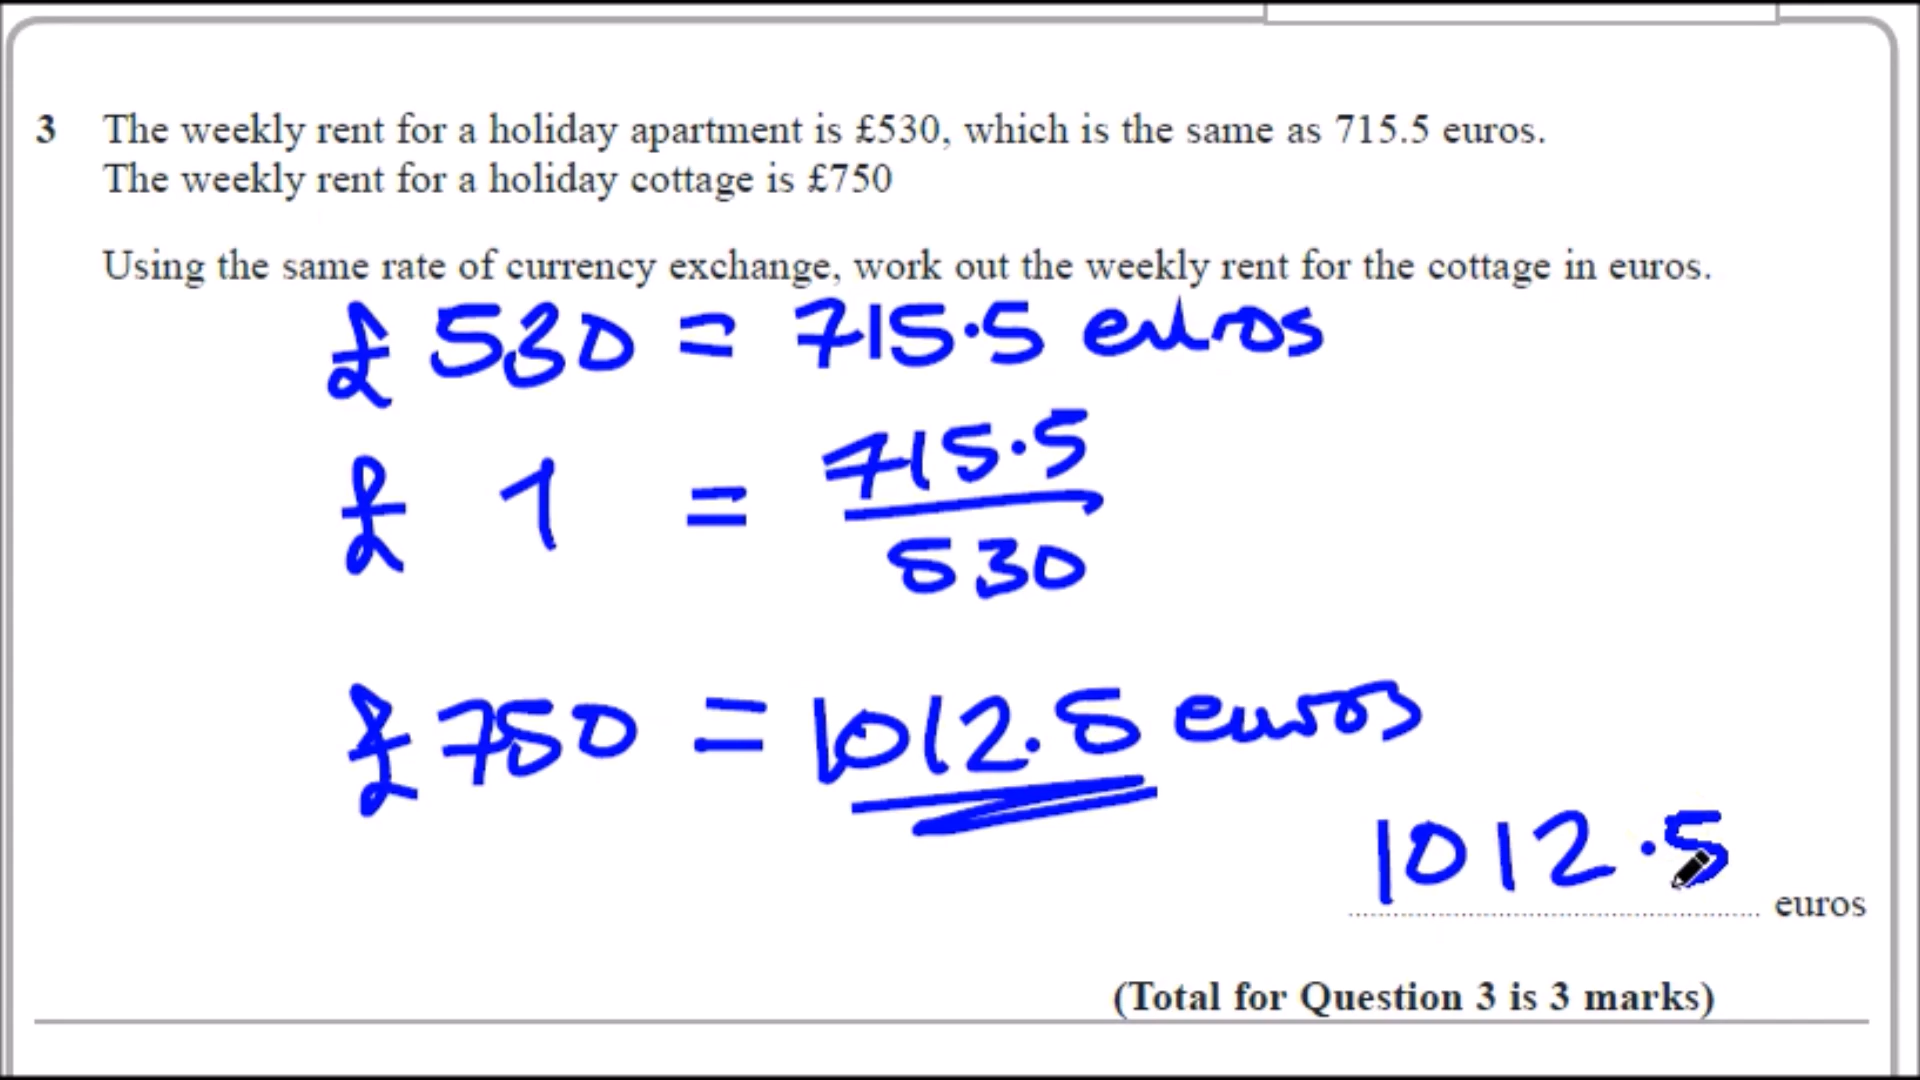 3 The weekly rent for a holiday apartment is £530, which is the same as 715.5 euros.
The weekly rent for a holiday cottage is £750
Using the same rate of currency exchange, work out the weekly rent for the cottage in euros.
£ 530 = 715.5 euros
£ 1 = 715.5
530
£750 = 1012.5 euros
1012.5
euros
(Total for Question 3 is 3 marks)